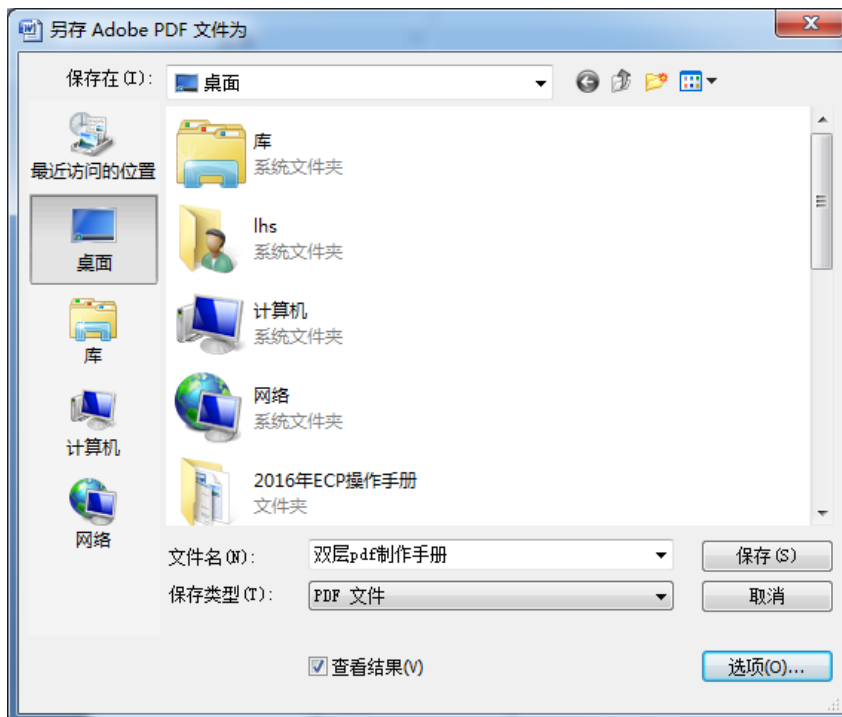 另存 Adobe PDF 文件为
保存在(I):
桌面
最近访问的位置
桌面
库
计算机
网络
库
系统文件夹
lhs
系统文件夹
计算机
系统文件夹
网络
系统文件夹
2016年ECP操作手册
文件夹
文件名(N):
双层pdf制作手册
保存(S)
保存类型(T):
PDF 文件
取消
查看结果(V)
选项(O)...